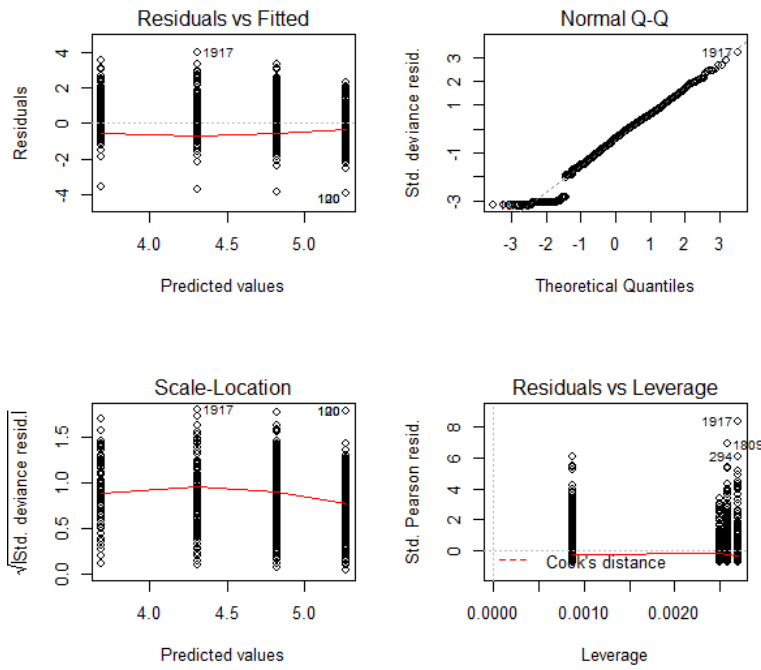 Residuals vs Fitted
Residuals
4
2
0
-2
-4
1917
120
4.0 4.5 5.0
Predicted values
Normal Q-Q
Std. deviance resid.
3
1
-1
-3
1917
-3 -2 -1 0 1 2 3
Theoretical Quantiles
Scale-Location
√|Std. deviance resid.|
1.5
1.0
0.5
0.0
1917
120
4.0 4.5 5.0
Predicted values
Residuals vs Leverage
Std. Pearson resid.
8
6
4
2
0
1917
1809
294
Cook's distance
0.0000 0.0010 0.0020
Leverage